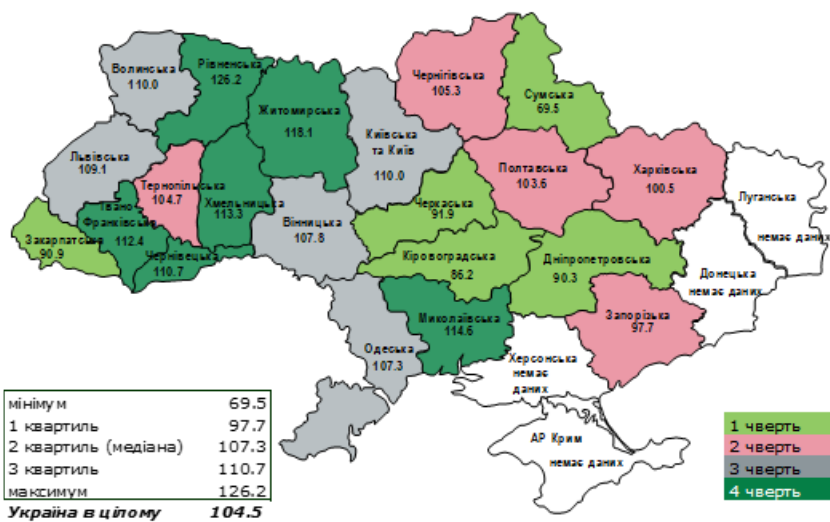 Волинська
110.0
Рівненська
126.2
Житомирська
118.1
Київська
та Київ
110.0
Чернігівська
105.3
Сумська
69.5
Львівська
109.1
Тернопільська
104.7
Хмельницька
113.3
Вінницька
107.8
Черкаська
91.9
Полтавська
103.6
Харківська
100.5
Луганська
немає даних
Закарпатська
90.9
Івано-
Франківська
112.4
Чернівецька
110.7
Кіровоградська
86.2
Дніпропетровська
90.3
Донецька
немає даних
Одеська
107.3
Миколаївська
114.6
Запорізька
97.7
Херсонська
немає
даних
АР Крим
немає даних
мінімум 69.5
1 квартиль 97.7
2 квартиль (медіана) 107.3
3 квартиль 110.7
максимум 126.2
Україна в цілому 104.5
1 чверть
2 чверть
3 чверть
4 чверть